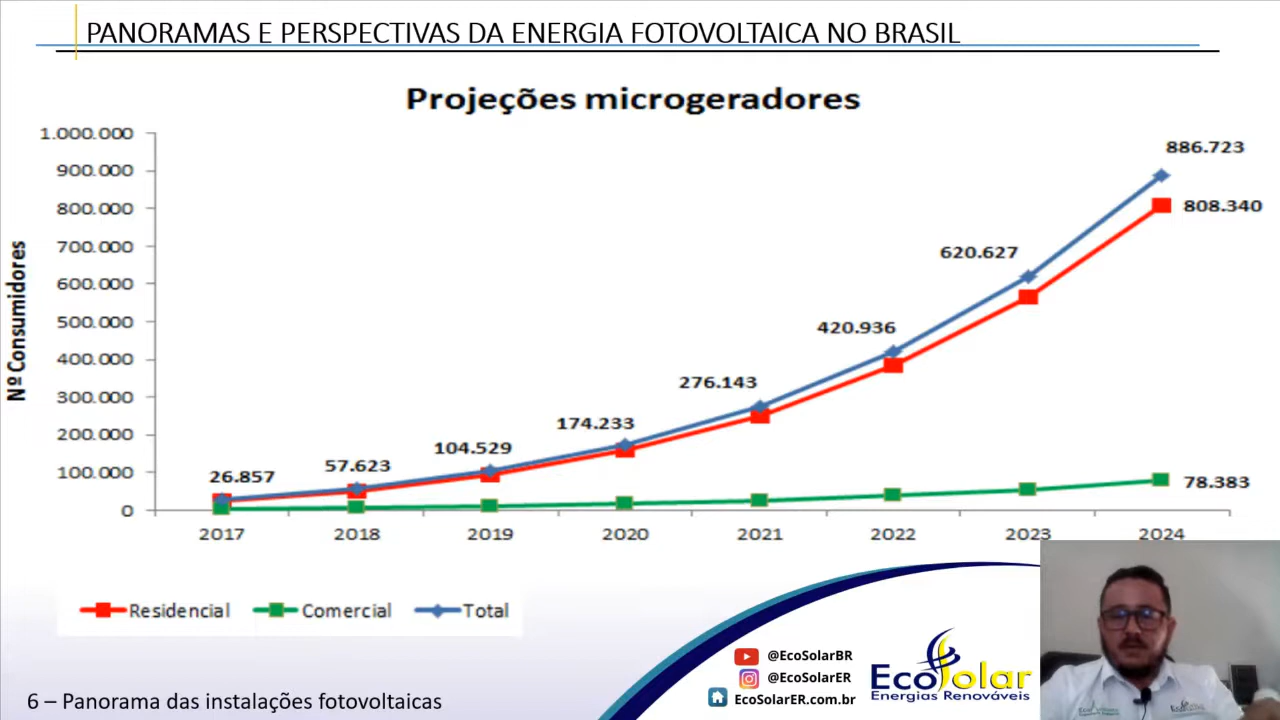 PANORAMAS E PERSPECTIVAS DA ENERGIA FOTOVOLTAICA NO BRASIL
Projeções microgeradores
Nº Consumidores
1.000.000
900.000
800.000
700.000
600.000
500.000
400.000
300.000
200.000
100.000
0
26.857
57.623
104.529
174.233
276.143
420.936
620.627
886.723
808.340
78.383
2017 2018 2019 2020 2021 2022 2023 2024
Residencial Comercial Total
@EcoSolarBR
@EcoSolarER
EcoSolarER.com.br
EcoSolar
Energias Renováveis
6 – Panorama das instalações fotovoltaicas